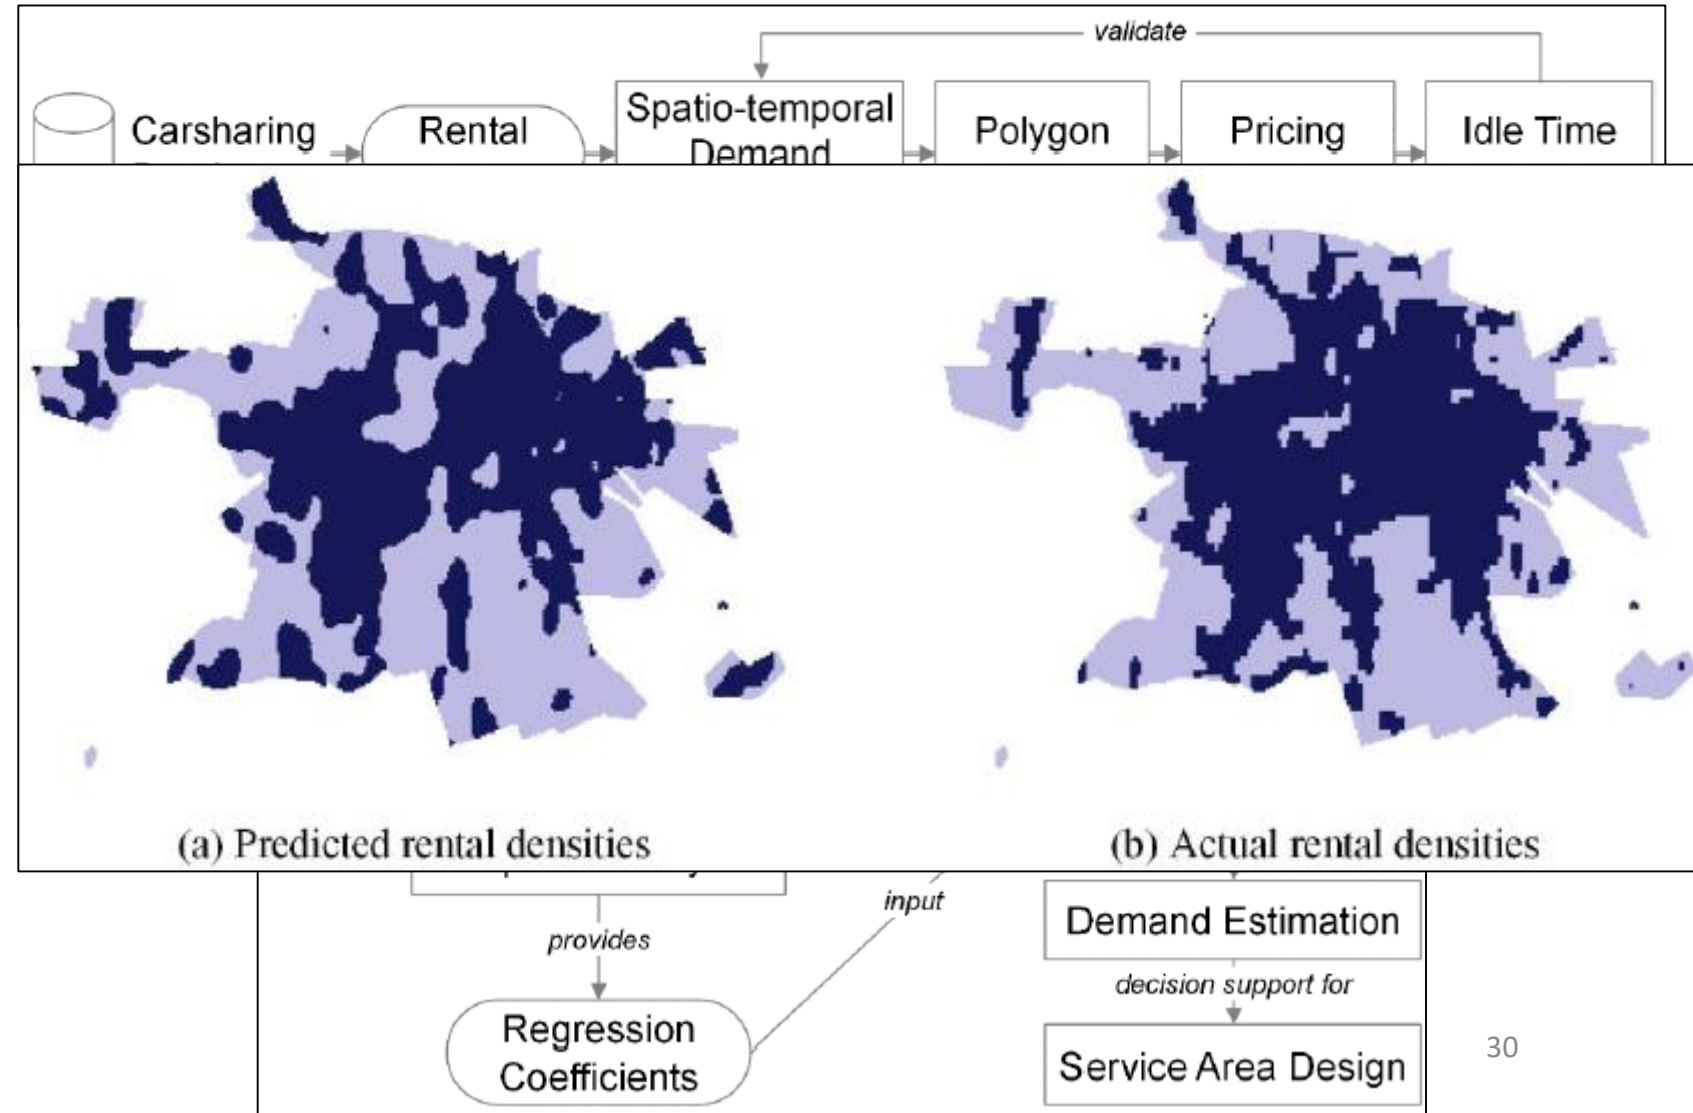 validate
Carsharing
Rental
Spatio-temporal
Demand
Polygon
Pricing
Idle Time
(a) Predicted rental densities
(b) Actual rental densities
input
provides
Demand Estimation
decision support for
Regression
Coefficients
Service Area Design
30